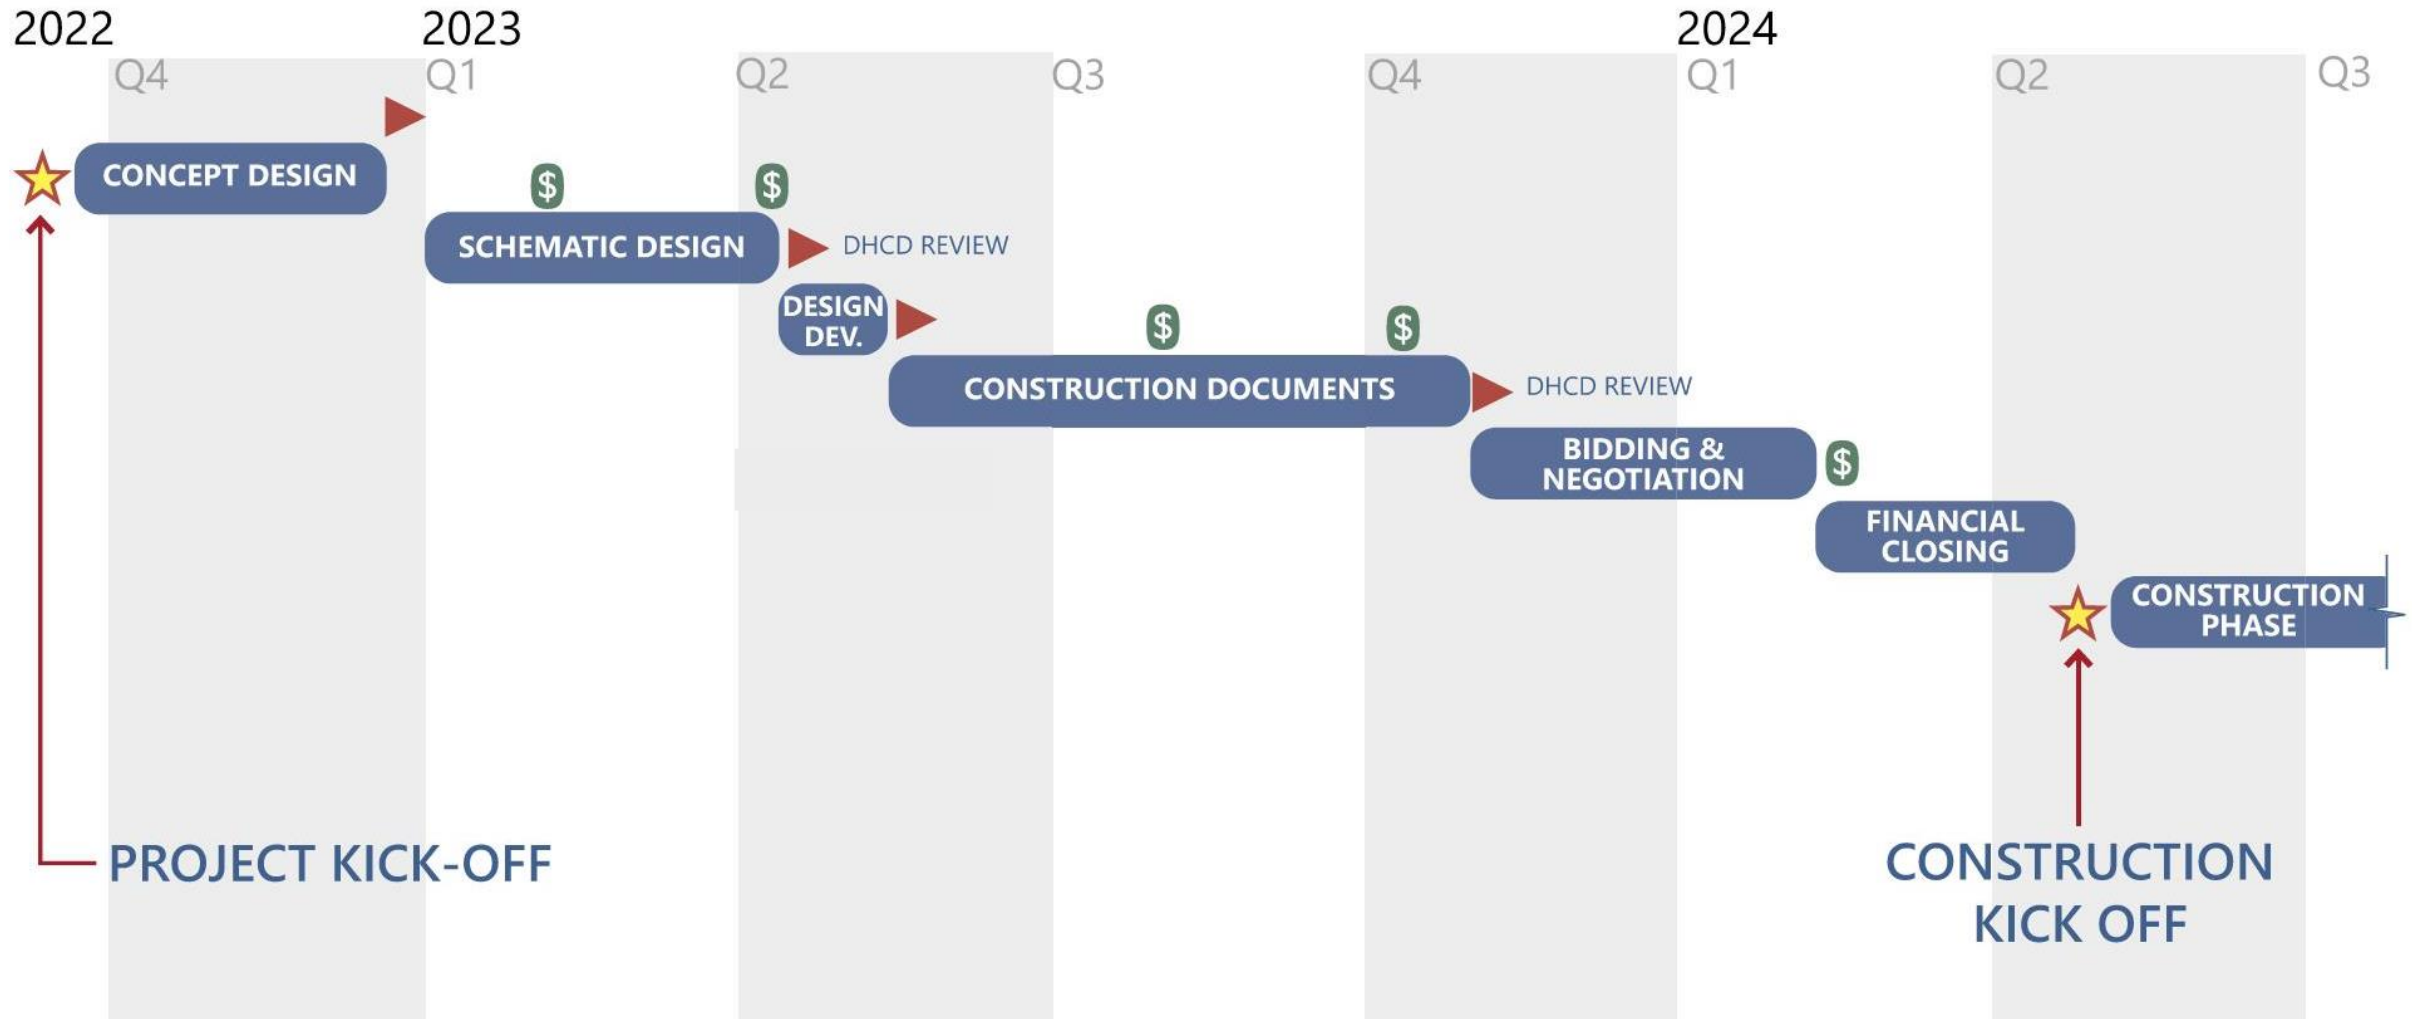 2022
2023
2024
Q4
Q1
Q2
Q3
Q4
Q1
Q2
Q3
CONCEPT DESIGN
$
$
SCHEMATIC DESIGN
DHCD REVIEW
DESIGN
DEV.
$
$
CONSTRUCTION DOCUMENTS
DHCD REVIEW
BIDDING &
NEGOTIATION
$
FINANCIAL
CLOSING
CONSTRUCTION
PHASE
PROJECT KICK-OFF
CONSTRUCTION
KICK OFF